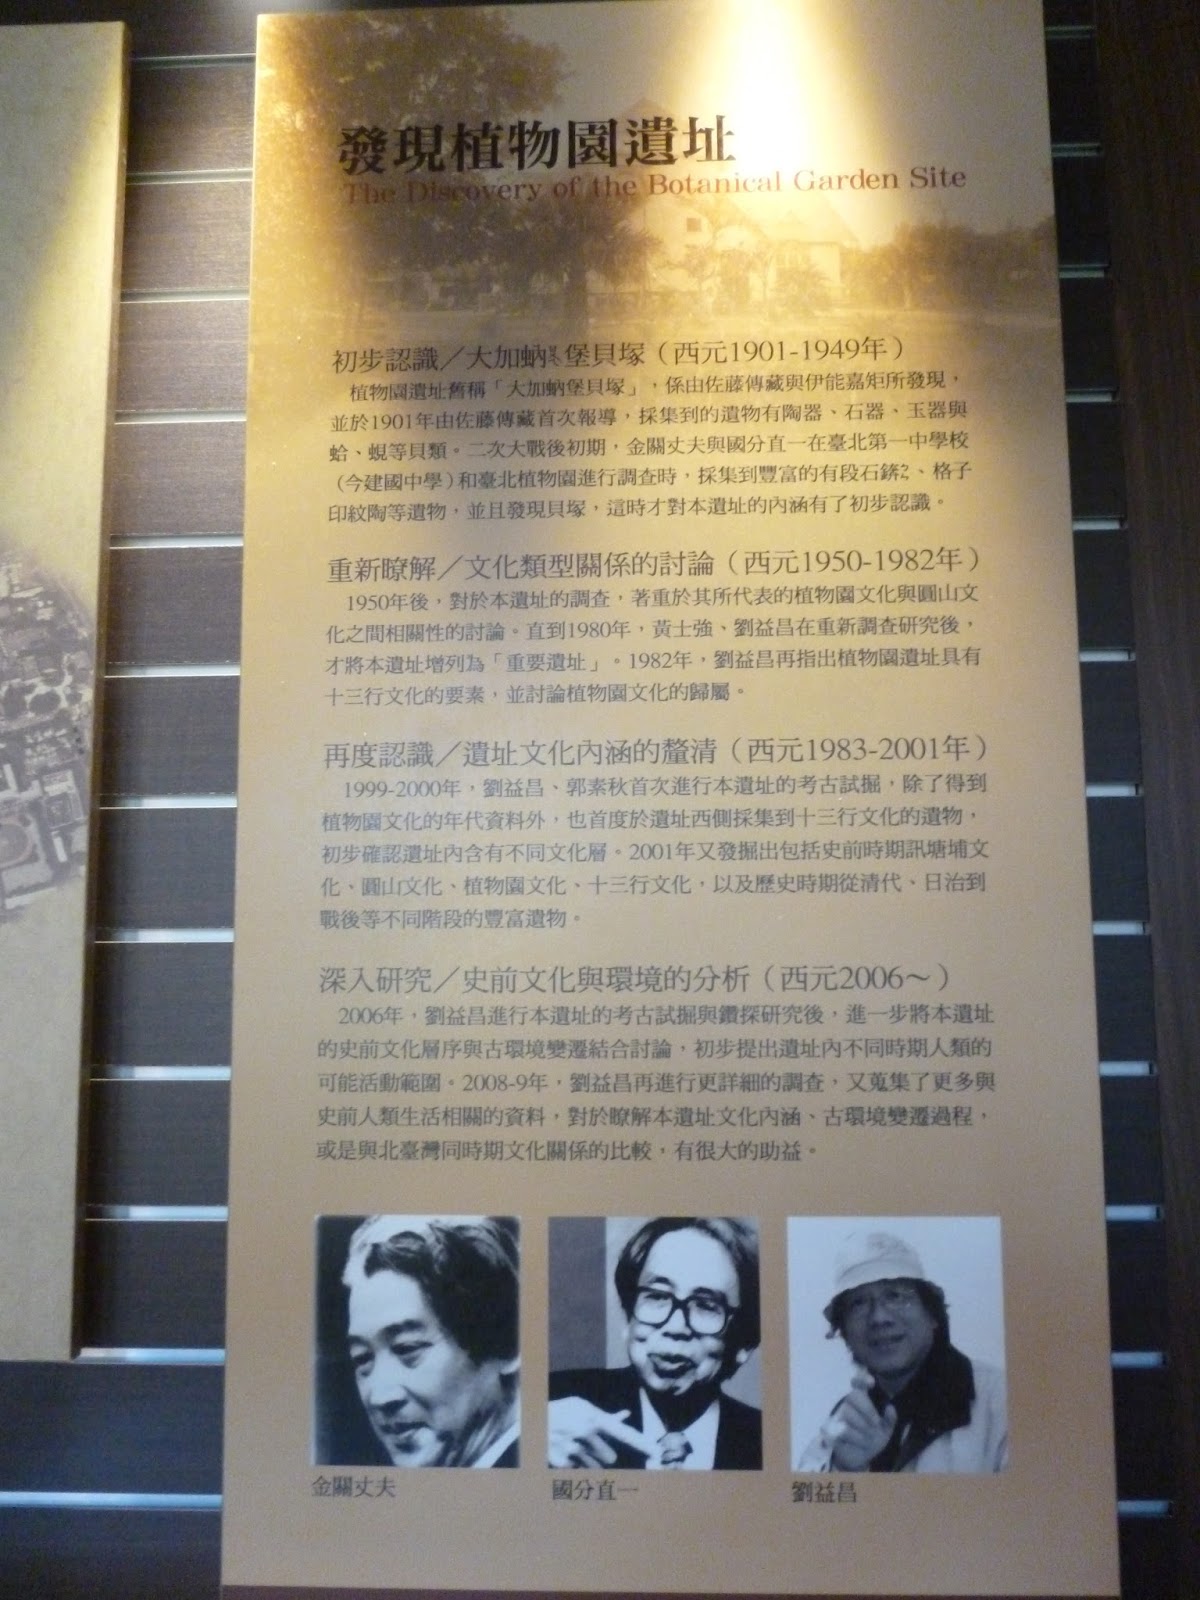 發現植物園遺址
The Discovery of the Botanical Garden Site
初步認識／大加蚋堡貝塚（西元1901-1949年）
植物園遺址舊稱「大加蚋堡貝塚」，係由佐藤傳藏與伊能嘉矩所發現，
並於1901年由佐藤傳藏首次報導，採集到的遺物有陶器、石器、玉器與
蛤、蜆等貝類。二次大戰後初期，金關丈夫與國分直一在臺北第一中學校
（今建國中學）和臺北植物園進行調查時，採集到豐富的有段石錛、格子
印紋陶等遺物，並且發現貝塚，這時才對本遺址的內涵有了初步認識。
重新瞭解／文化類型關係的討論（西元1950-1982年）
1950年後，對於本遺址的調查，著重於其所代表的植物園文化與圓山文
化之間相關性的討論。直到1980年，黃士強、劉益昌在重新調查研究後，
才將本遺址增列為「重要遺址」。1982年，劉益昌再指出植物園遺址具有
十三行文化的要素，並討論植物園文化的歸屬。
再度認識／遺址文化內涵的釐清（西元1983-2001年）
1999-2000年，劉益昌、郭素秋首次進行本遺址的考古試掘，除了得到
植物園文化的年代資料外，也首度於遺址西側採集到十三行文化的遺物，
初步確認遺址內含有不同文化層。2001年又發掘出包括史前時期訊塘埔文
化、圓山文化、植物園文化、十三行文化，以及歷史時期從清代、日治到
戰後等不同階段的豐富遺物。
深入研究／史前文化與環境的分析（西元2006～）
2006年，劉益昌進行本遺址的考古試掘與鑽探研究後，進一步將本遺址
的史前文化層序與古環境變遷結合討論，初步提出遺址內不同時期人類的
可能活動範圍。2008-9年，劉益昌再進行更詳細的調查，又蒐集了更多與
史前人類生活相關的資料，對於瞭解本遺址文化內涵、古環境變遷過程，
或是與北臺灣同時期文化關係的比較，有很大的助益。
金關丈夫
國分直一
劉益昌